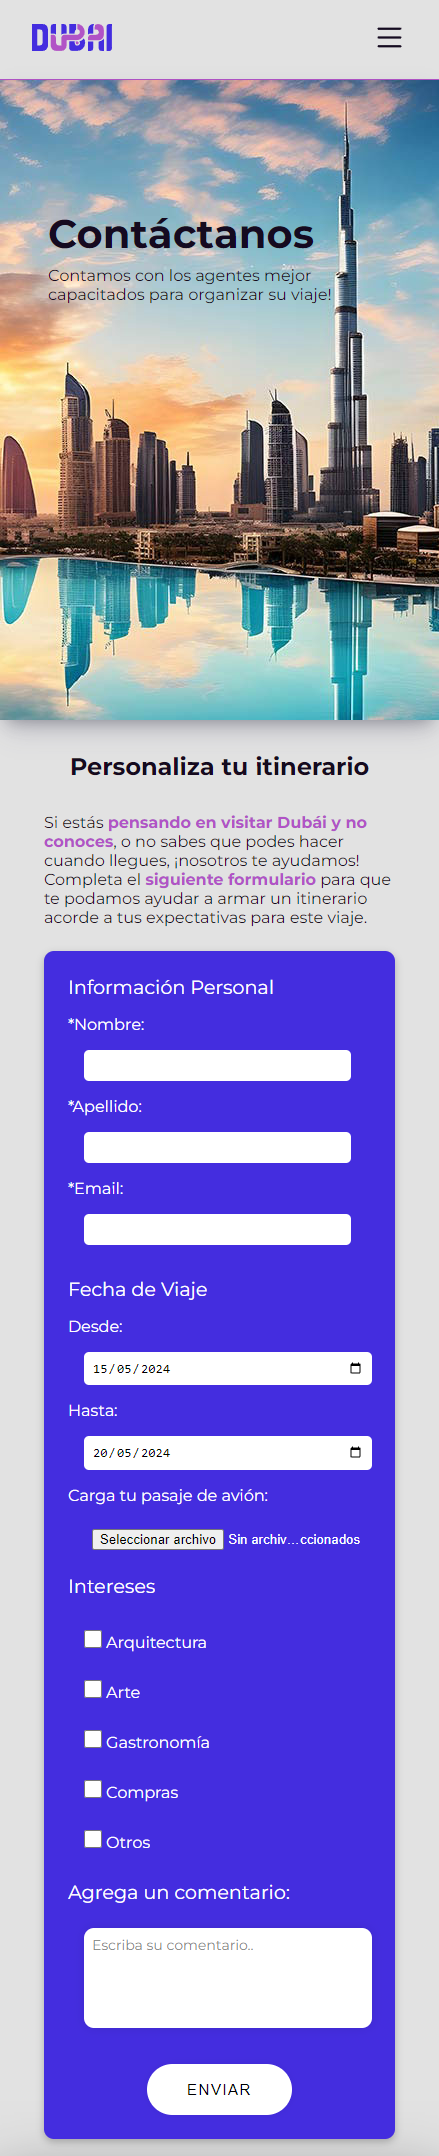 DUBAI
Contáctanos
Contamos con los agentes mejor
capacitados para organizar su viaje!
Personaliza tu itinerario
Si estás pensando en visitar Dubái y no
conoces, o no sabes que podes hacer
cuando llegues, ¡nosotros te ayudamos!
Completa el siguiente formulario para que
te podamos ayudar a armar un itinerario
acorde a tus expectativas para este viaje.
Información Personal
*Nombre:
*Apellido:
*Email:
Fecha de Viaje
Desde:
15/05/2024
Hasta:
20/05/2024
Carga tu pasaje de avión:
Seleccionar archivo Sin archiv...ccionados
Intereses
Arquitectura
Arte
Gastronomía
Compras
Otros
Agrega un comentario:
Escriba su comentario..
ENVIAR